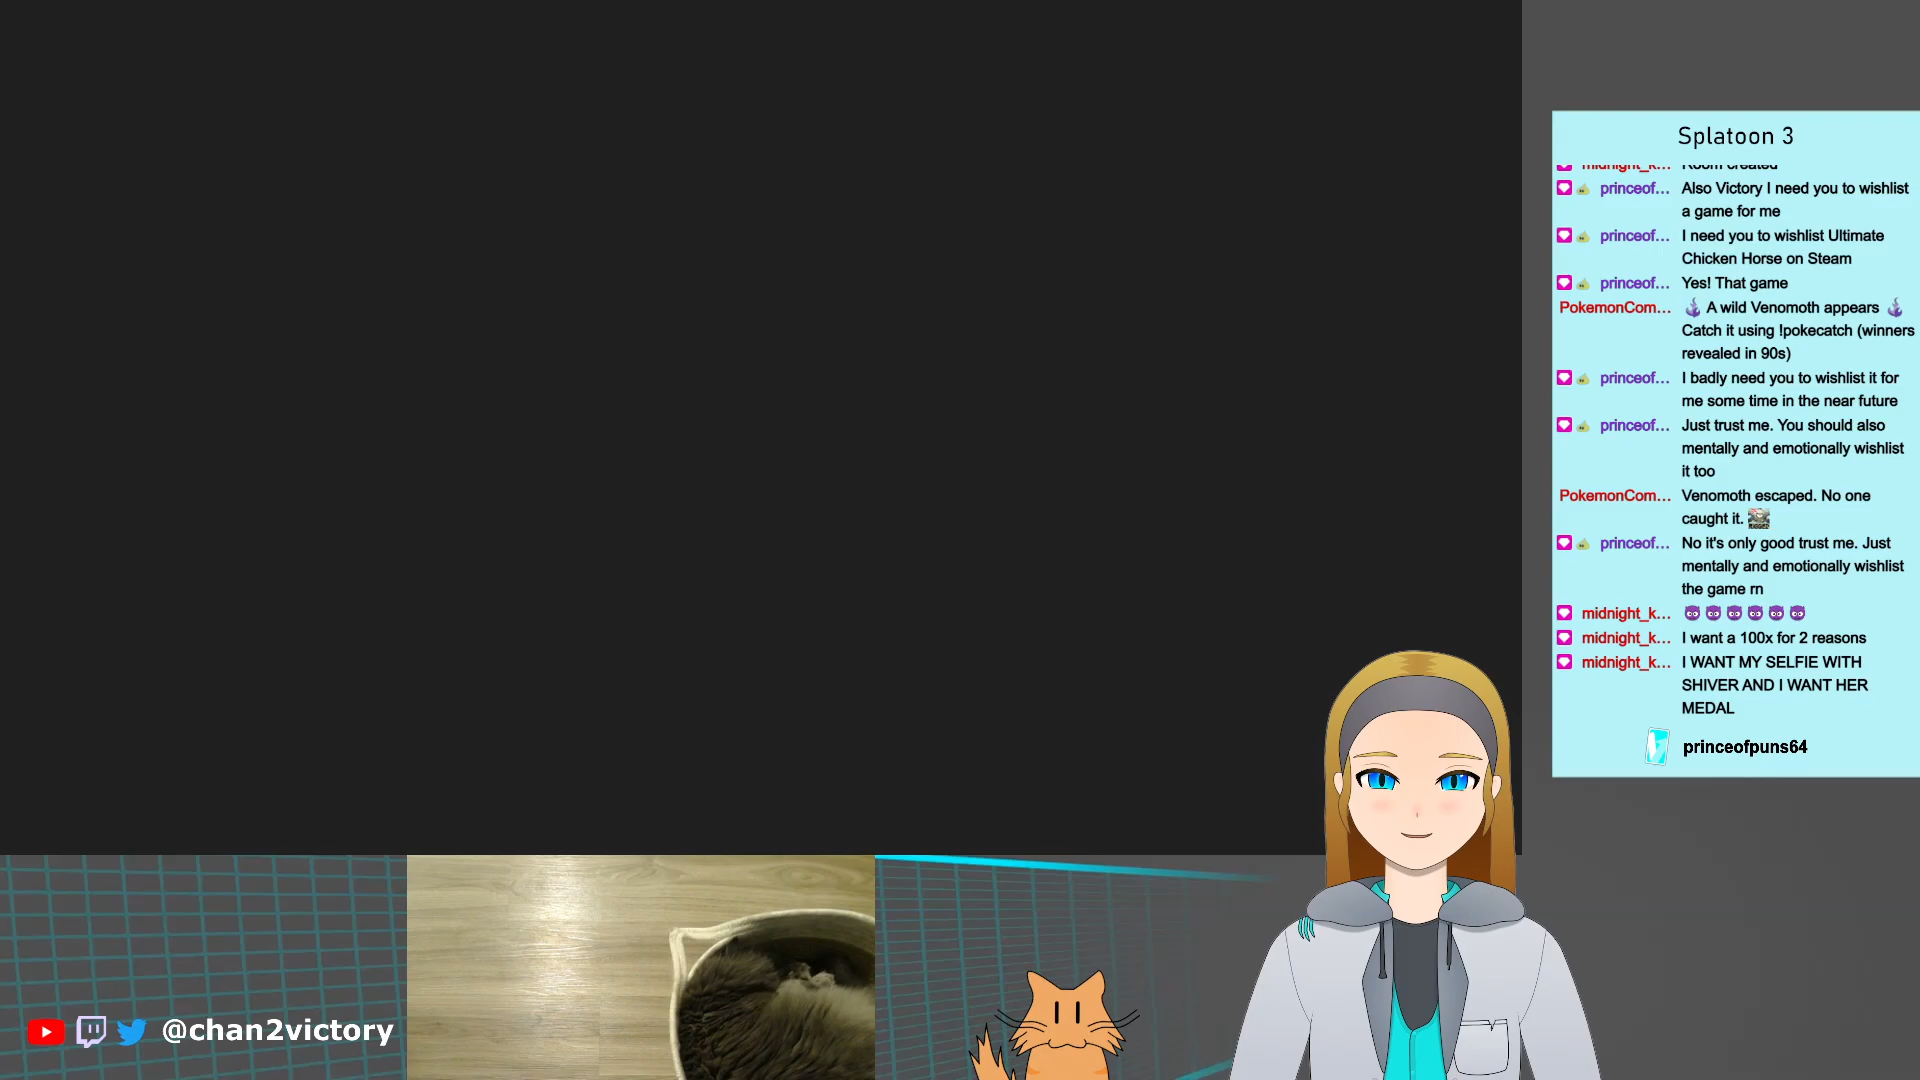 Splatoon 3
midnight_k... Room created
princeof... Also Victory I need you to wishlist
a game for me
princeof... I need you to wishlist Ultimate
Chicken Horse on Steam
princeof... Yes! That game
PokemonCom... A wild Venomoth appears
Catch it using !pokecatch (winners
revealed in 90s)
princeof... I badly need you to wishlist it for
me some time in the near future
princeof... Just trust me. You should also
mentally and emotionally wishlist
it too
PokemonCom... Venomoth escaped. No one
caught it.
princeof... No it's only good trust me. Just
mentally and emotionally wishlist
the game rn
midnight_k... 😈😈😈😈😈😈
midnight_k... I want a 100x for 2 reasons
midnight_k... I WANT MY SELFIE WITH
SHIVER AND I WANT HER
MEDAL
princeofpuns64
@chan2victory